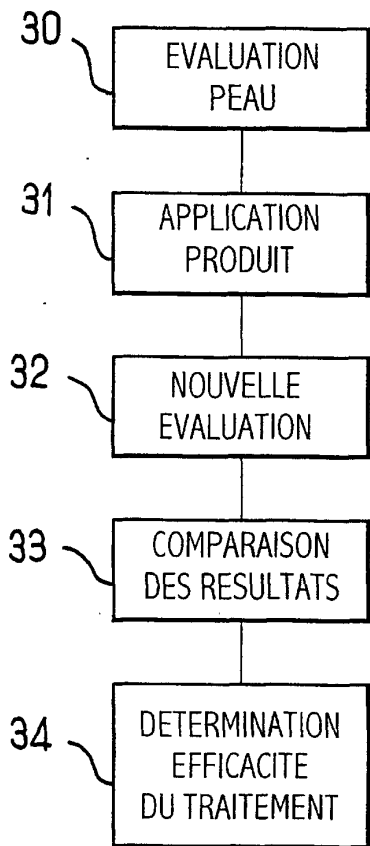 30
EVALUATION
PEAU
31
APPLICATION
PRODUIT
32
NOUVELLE
EVALUATION
33
COMPARAISON
DES RESULTATS
34
DETERMINATION
EFFICACITE
DU TRAITEMENT